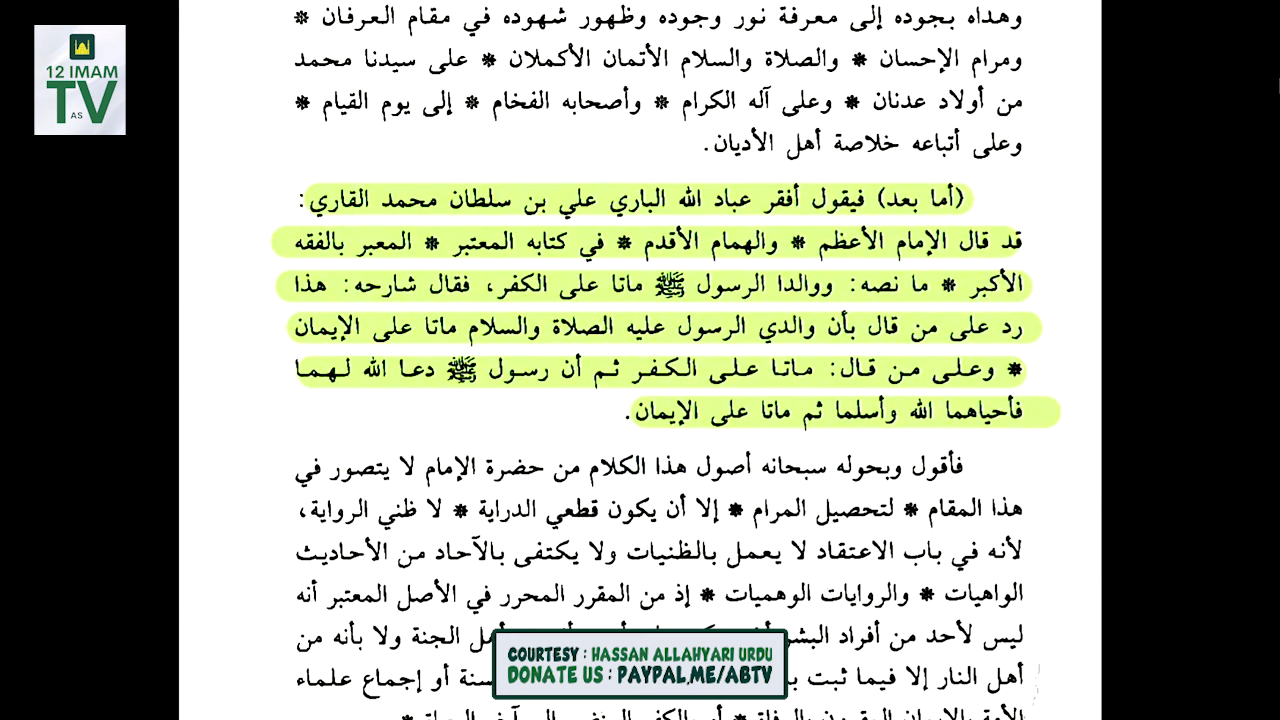 12 IMAM
TV
AS
وهداه بجوده إلى معرفة نور وجوده وظهور شهوده في مقام العرفان *
ومرام الإحسان * والصلاة والسلام الأتمان الأكملان * على سيدنا محمد
من أولاد عدنان * وعلى آله الكرام * وأصحابه الفخام * إلى يوم القيام *
وعلى أتباعه خلاصة أهل الأديان.
(أما بعد) فيقول أفقر عباد الله الباري علي بن سلطان محمد القاري:
قد قال الإمام الأعظم * والهمام الأقدم * في كتابه المعتبر * المعبر بالفقه
الأكبر * ما نصه: ووالدا الرسول ﷺ ماتا على الكفر، فقال شارحه: هذا
رد على من قال بأن والدي الرسول عليه الصلاة والسلام ماتا على الإيمان
* وعلى من قال: ماتا على الكفر ثم أن رسول ﷺ دعا الله لهما
فأحياهما الله وأسلما ثم ماتا على الإيمان.
فأقول وبحوله سبحانه أصول هذا الكلام من حضرة الإمام لا يتصور في
هذا المقام * لتحصيل المرام * إلا أن يكون قطعي الدراية * لا ظني الرواية،
لأنه في باب الاعتقاد لا يعمل بالظنيات ولا يكتفى بالآحاد من الأحاديث
الواهيات * والروايات الوهميات * إذ من المقرر المحرر في الأصل المعتبر أنه
ليس لأحد من أفراد البشر أهل الجنة ولا بأنه من
أهل النار إلا فيما ثبت سنة أو إجماع علماء
COURTESY : HASSAN ALLAHYARI URDU
DONATE US : PAYPAL.ME/ABTV